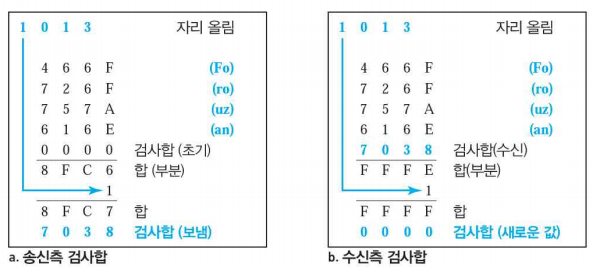 1 0 1 3 자리 올림
4 6 6 F (Fo)
7 2 6 F (ro)
7 5 7 A (uz)
6 1 6 E (an)
0 0 0 0 검사합 (초기)
8 F C 6 합 (부분)
1
8 F C 7 합
7 0 3 8 검사합 (보냄)
a. 송신측 검사합
1 0 1 3 자리 올림
4 6 6 F (Fo)
7 2 6 F (ro)
7 5 7 A (uz)
6 1 6 E (an)
7 0 3 8 검사합(수신)
F F F E 합(부분)
1
F F F F 합
0 0 0 0 검사합 (새로운 값)
b. 수신측 검사합